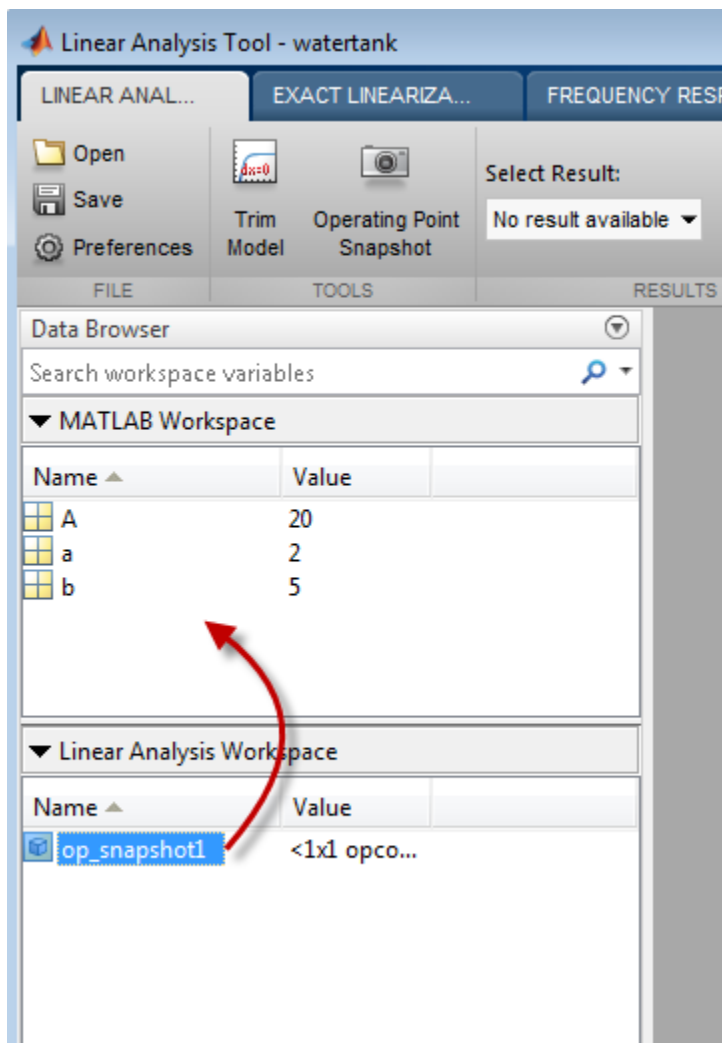 Linear Analysis Tool - watertank
LINEAR ANAL... EXACT LINEARIZA... FREQUENCY RESP
Open
Save
Preferences
dx=0
Trim Model
Operating Point Snapshot
Select Result:
No result available
FILE TOOLS RESULTS
Data Browser
Search workspace variables
MATLAB Workspace
Name Value
A 20
a 2
b 5
Linear Analysis Workspace
Name Value
op_snapshot1 <1x1 opco...